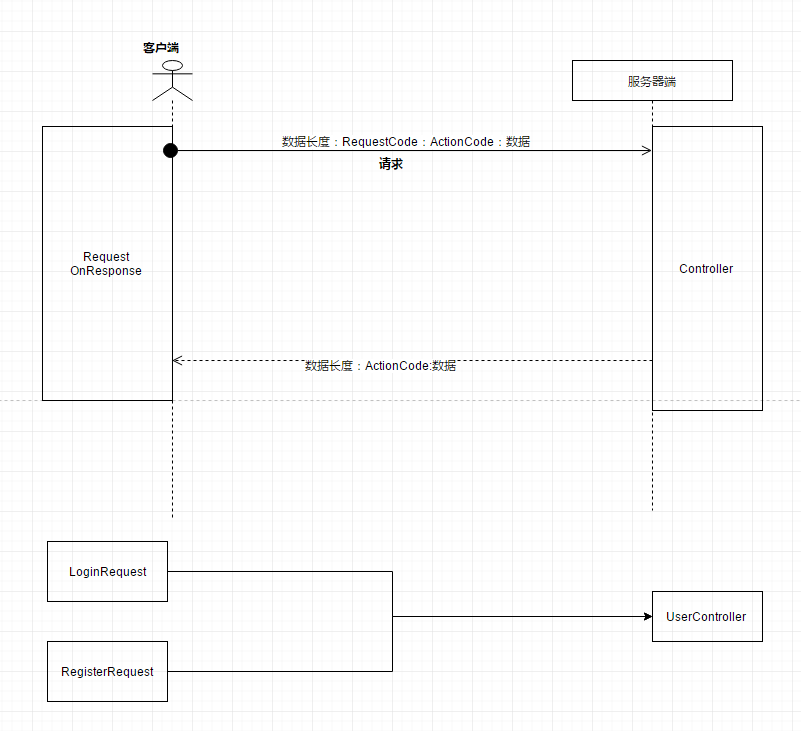 客户端
服务器端
数据长度：RequestCode：ActionCode：数据
请求
Request
OnResponse
Controller
数据长度：ActionCode:数据
LoginRequest
UserController
RegisterRequest